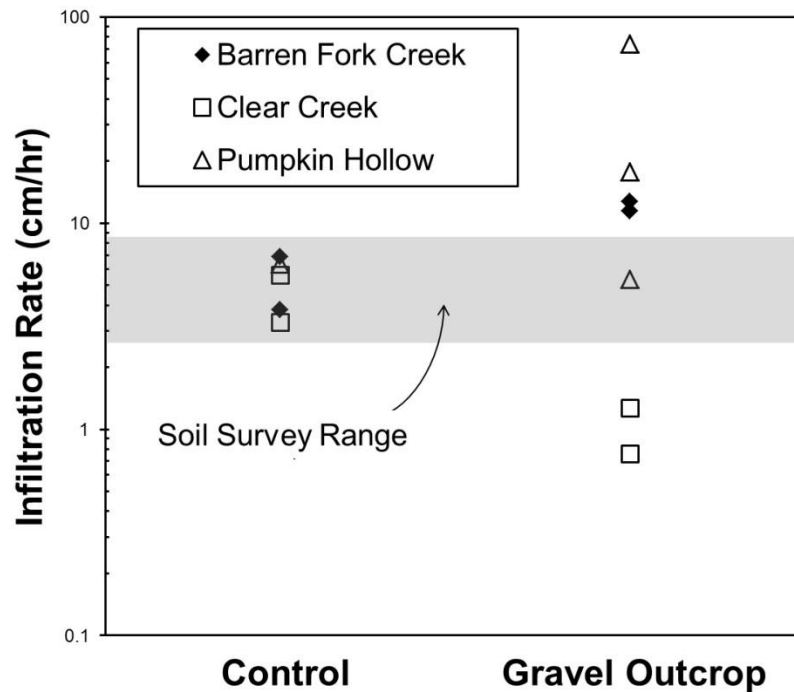 100
Barren Fork Creek
Clear Creek
Pumpkin Hollow
10
Soil Survey Range
1
0.1
Infiltration Rate (cm/hr)
Control Gravel Outcrop